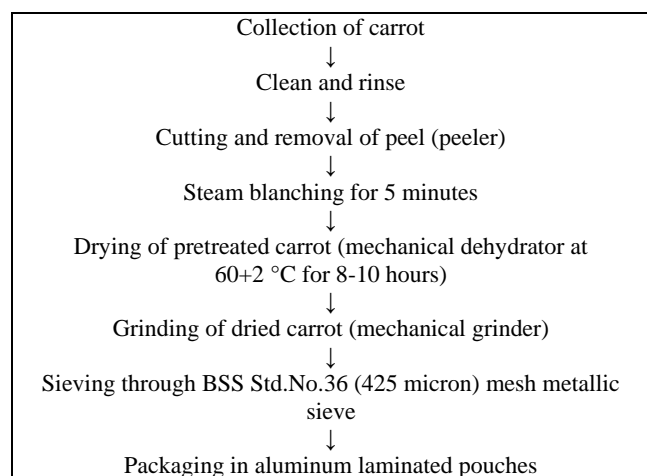 Collection of carrot
↓
Clean and rinse
↓
Cutting and removal of peel (peeler)
↓
Steam blanching for 5 minutes
↓
Drying of pretreated carrot (mechanical dehydrator at
60+2 °C for 8-10 hours)
↓
Grinding of dried carrot (mechanical grinder)
↓
Sieving through BSS Std.No.36 (425 micron) mesh metallic
sieve
↓
Packaging in aluminum laminated pouches